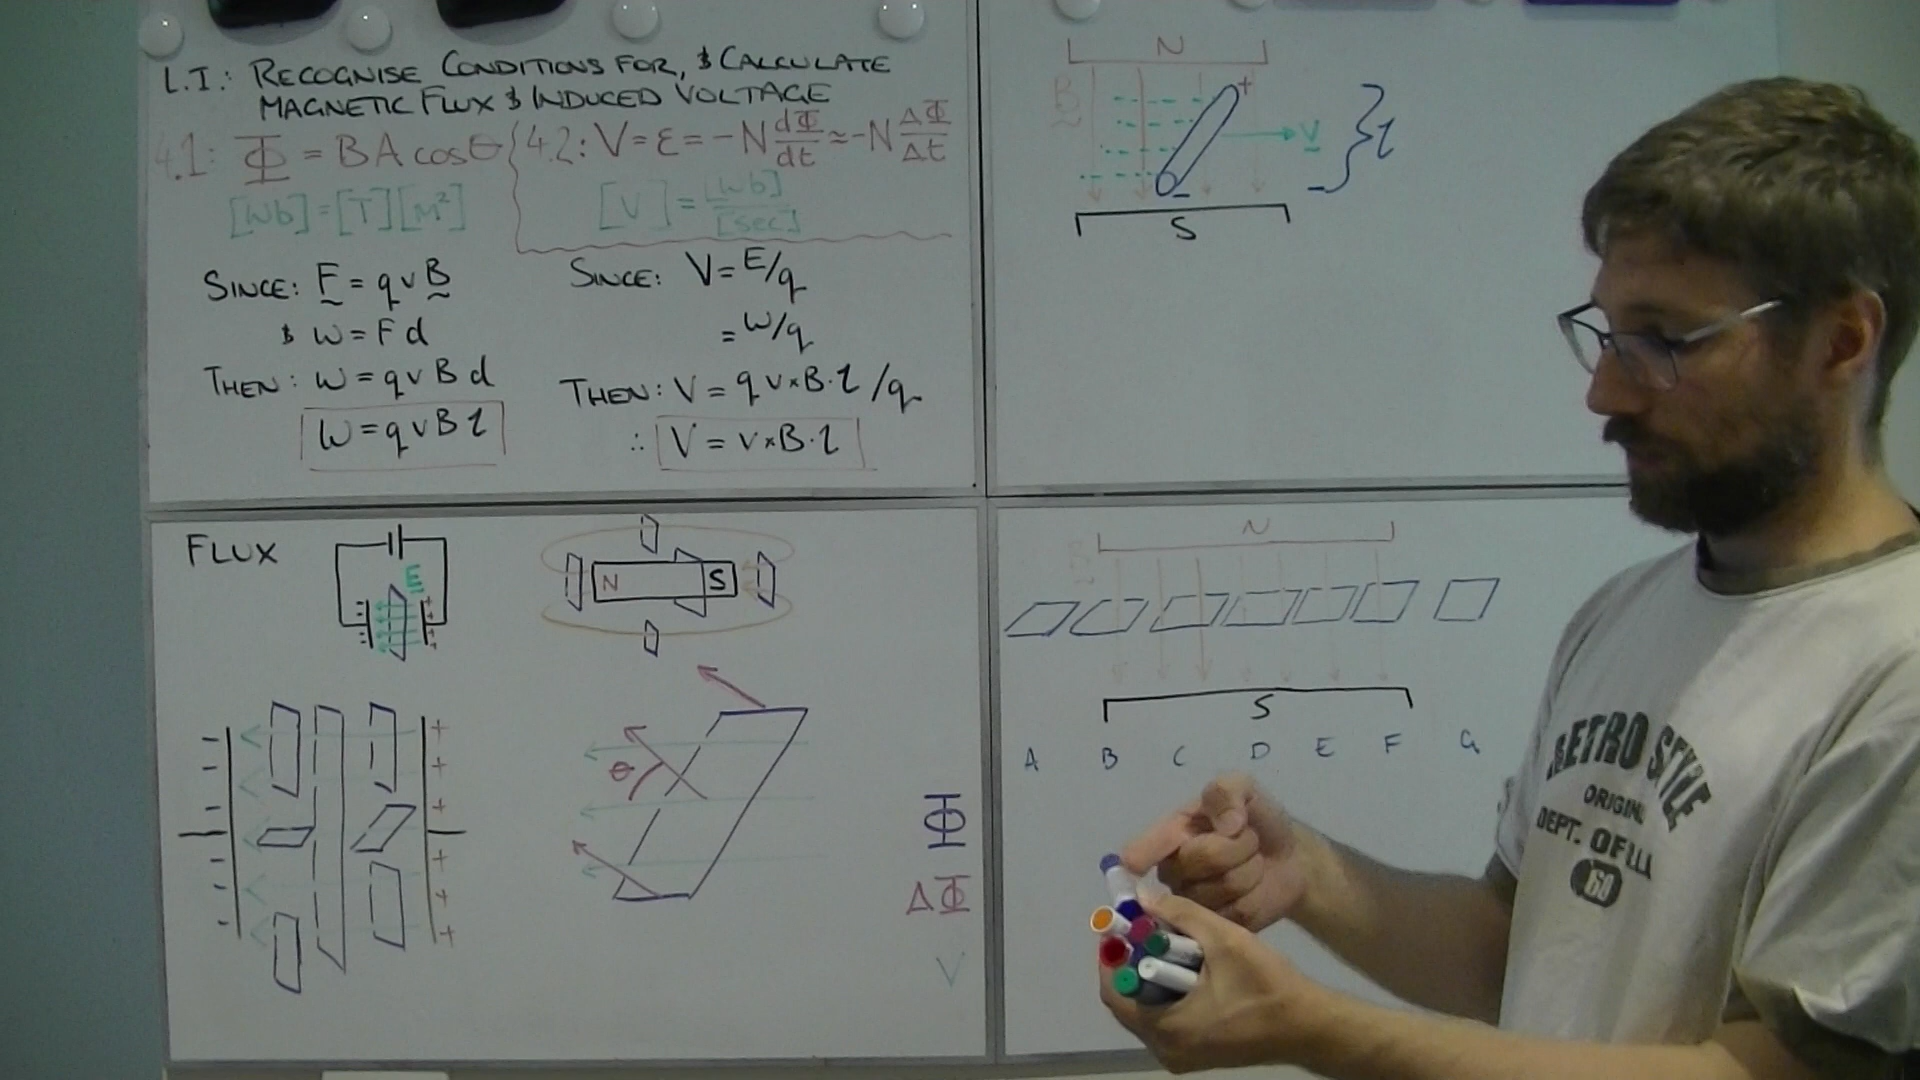 L.I.: RECOGNISE CONDITIONS FOR, & CALCULATE
MAGNETIC FLUX & INDUCED VOLTAGE
4.1: Φ = BA cosθ
4.2: V = ε = -N dΦ/dt ≈ -N ΔΦ/Δt
[Wb] = [T][M²]
[V] = [Wb]/[sec]
SINCE: F = qvB
& W = Fd
THEN: W = qvBd
W = qvBl
SINCE: V = E/q
= W/q
THEN: V = qv×B·l/q
∴ V = v×B·l
N
B
+
v
l
-
S
FLUX
E
N S
θ
Φ
ΔΦ
V
N
S
A B C D E F G
RETRO STYLE
ORIGINAL
DEPT. OF
60